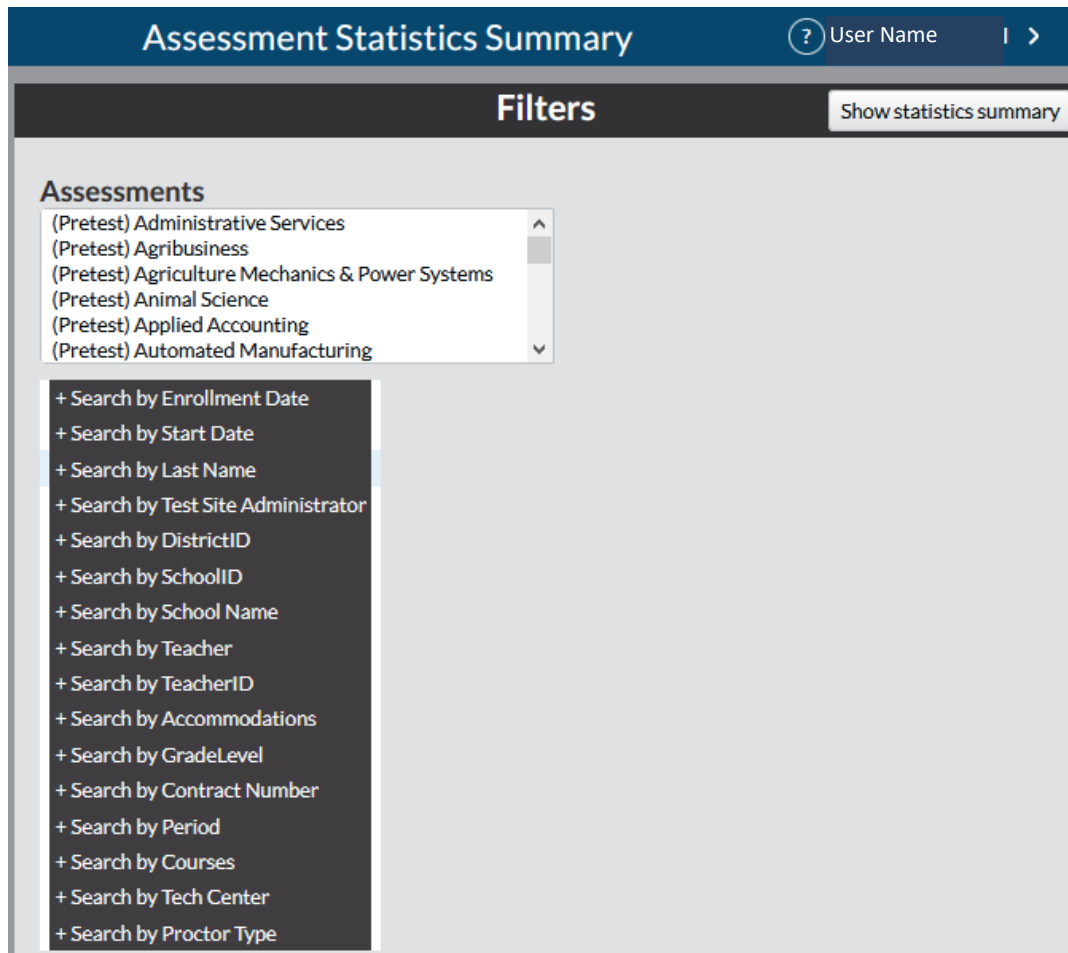 Assessment Statistics Summary
? User Name
Filters
Show statistics summary
Assessments
(Pretest) Administrative Services
(Pretest) Agribusiness
(Pretest) Agriculture Mechanics & Power Systems
(Pretest) Animal Science
(Pretest) Applied Accounting
(Pretest) Automated Manufacturing
+ Search by Enrollment Date
+ Search by Start Date
+ Search by Last Name
+ Search by Test Site Administrator
+ Search by DistrictID
+ Search by SchoolID
+ Search by School Name
+ Search by Teacher
+ Search by TeacherID
+ Search by Accommodations
+ Search by GradeLevel
+ Search by Contract Number
+ Search by Period
+ Search by Courses
+ Search by Tech Center
+ Search by Proctor Type